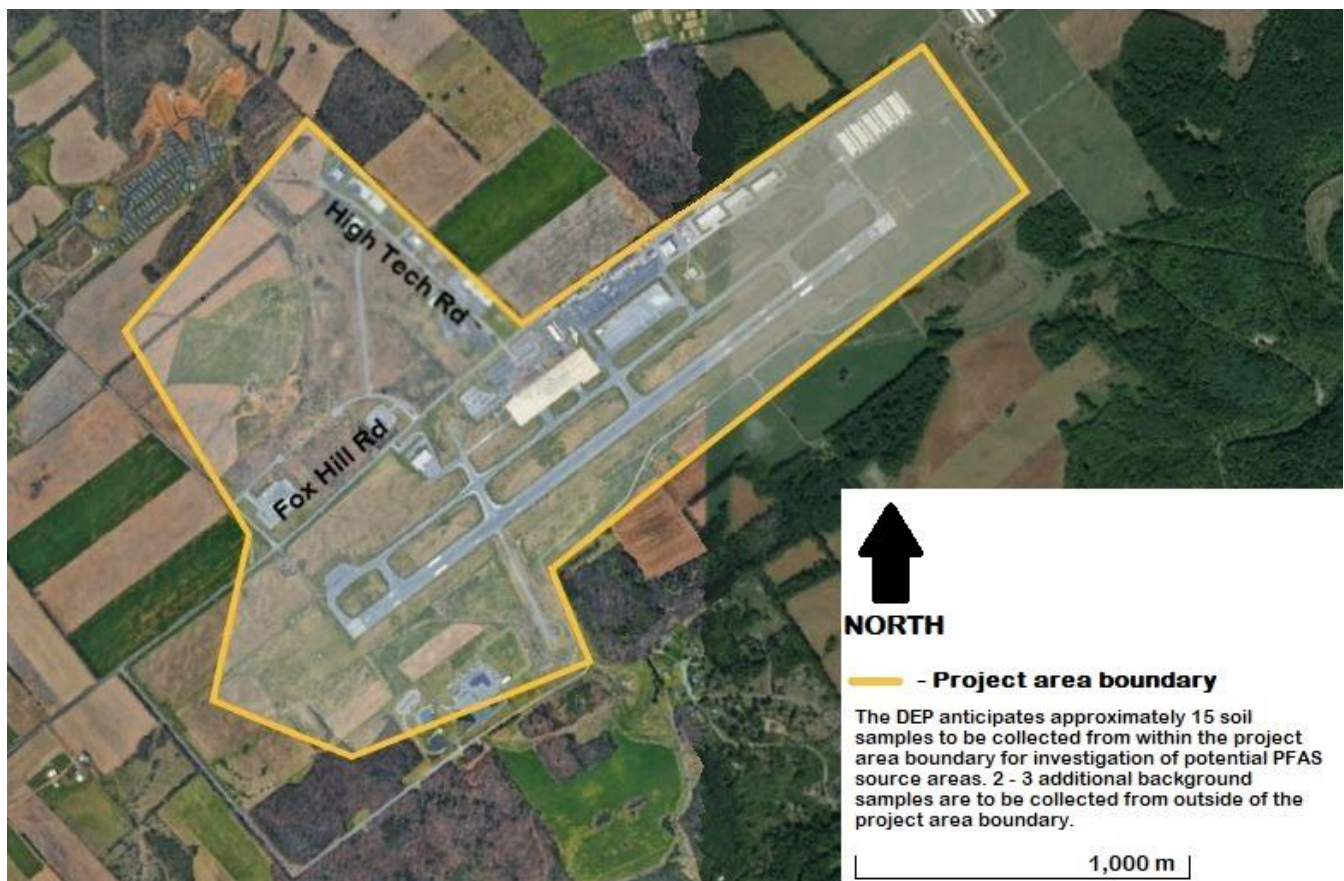 High Tech Rd
Fox Hill Rd
NORTH
- Project area boundary
The DEP anticipates approximately 15 soil
samples to be collected from within the project
area boundary for investigation of potential PFAS
source areas. 2 - 3 additional background
samples are to be collected from outside of the
project area boundary.
1,000 m